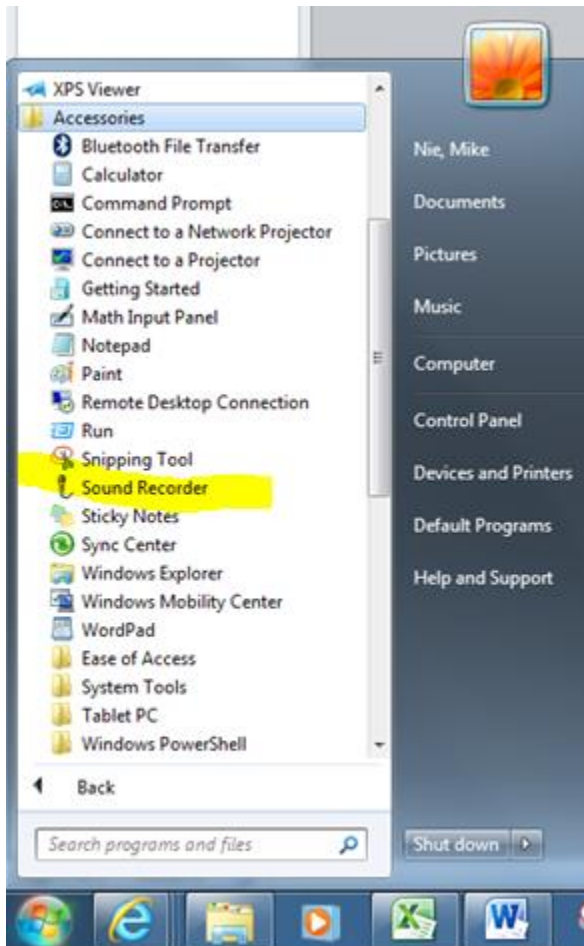 XPS Viewer
Accessories
Bluetooth File Transfer
Calculator
Command Prompt
Connect to a Network Projector
Connect to a Projector
Getting Started
Math Input Panel
Notepad
Paint
Remote Desktop Connection
Run
Snipping Tool
Sound Recorder
Sticky Notes
Sync Center
Windows Explorer
Windows Mobility Center
WordPad
Ease of Access
System Tools
Tablet PC
Windows PowerShell
Back
Search programs and files
Nie, Mike
Documents
Pictures
Music
Computer
Control Panel
Devices and Printers
Default Programs
Help and Support
Shut down